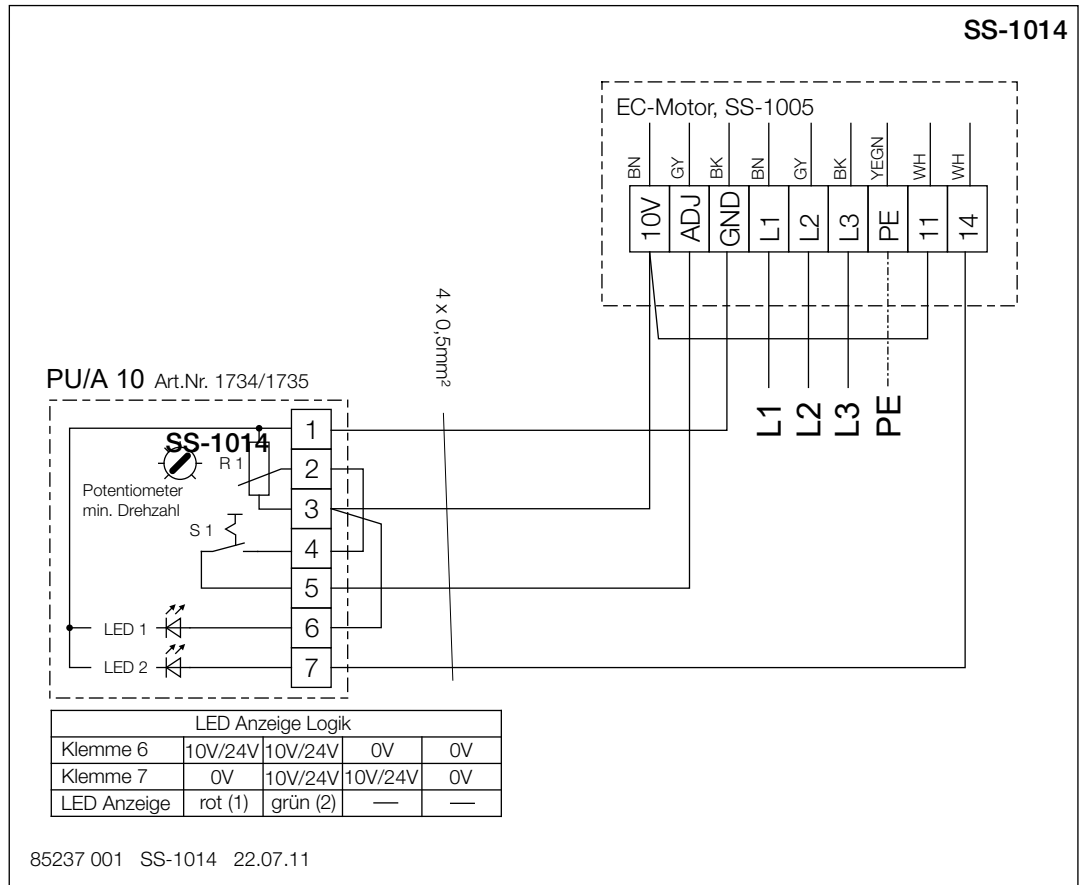 SS-1014
EC-Motor, SS-1005
BN GY BK BN GY BK YEGN WH WH
10V ADJ GND L1 L2 L3 PE 11 14
4 x 0,5mm²
L1 L2 L3 PE
PU/A 10 Art.Nr. 1734/1735
1
SS-1014
R 1
2
Potentiometer
min. Drehzahl
3
S 1
4
5
LED 1
6
LED 2
7
LED Anzeige Logik
Klemme 6 10V/24V 10V/24V 0V 0V
Klemme 7 0V 10V/24V 10V/24V 0V
LED Anzeige rot (1) grün (2) — —
85237 001 SS-1014 22.07.11